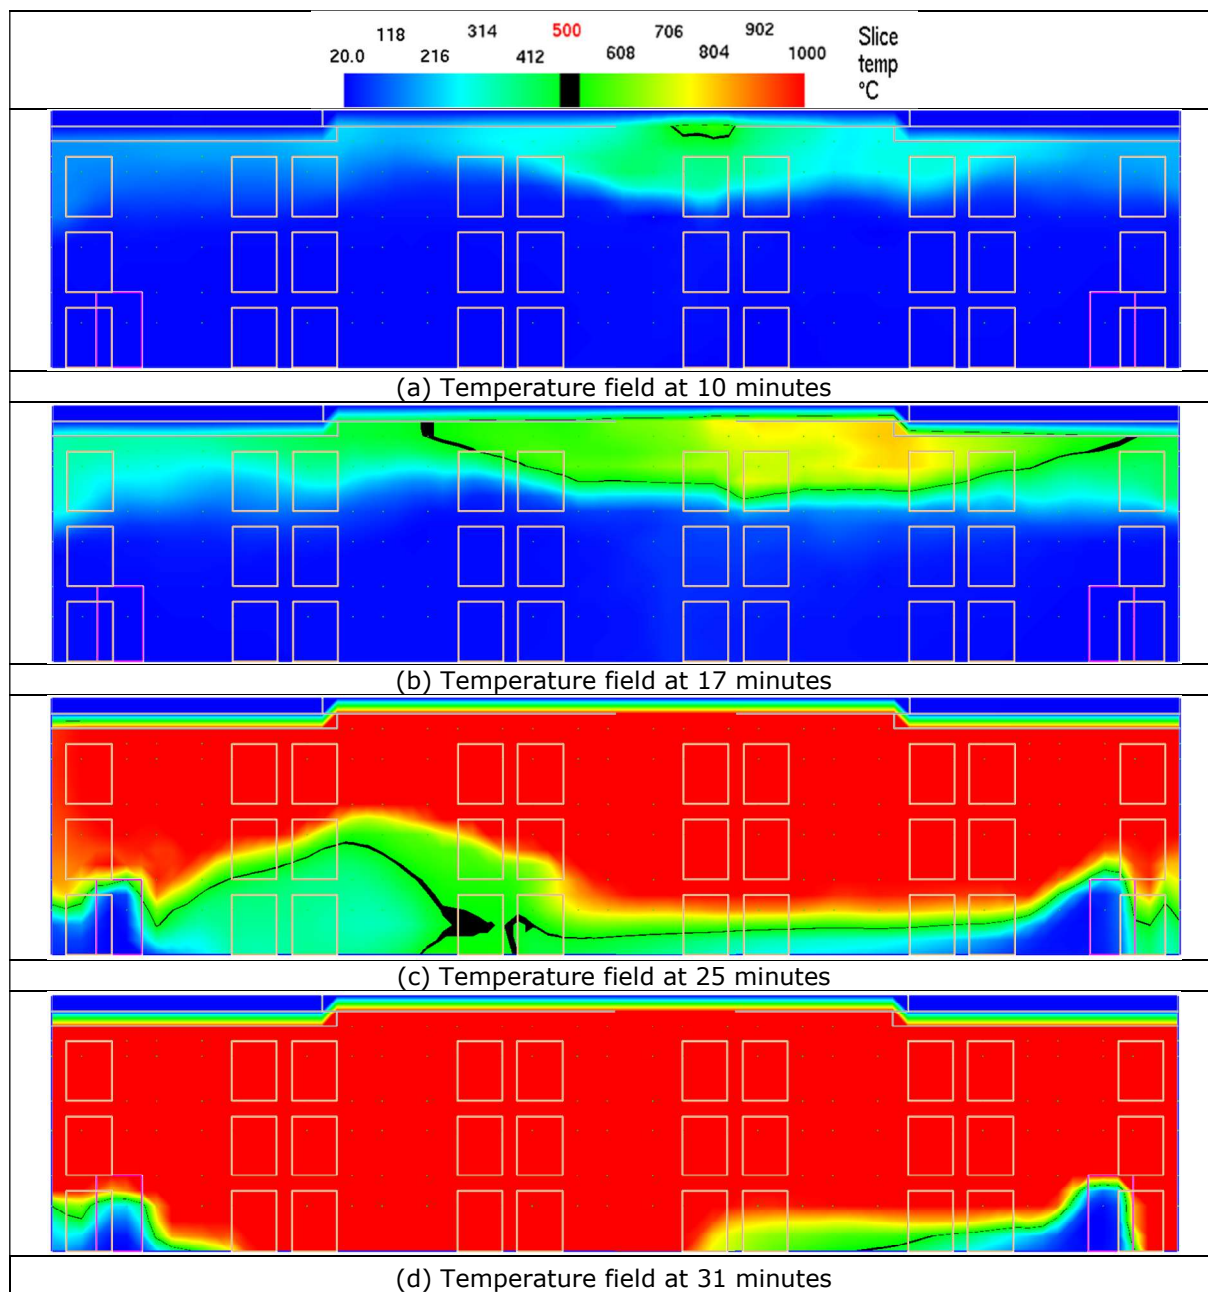 118 314 500 706 902
20.0 216 412 608 804 1000
Slice
temp
°C
(a) Temperature field at 10 minutes
(b) Temperature field at 17 minutes
(c) Temperature field at 25 minutes
(d) Temperature field at 31 minutes